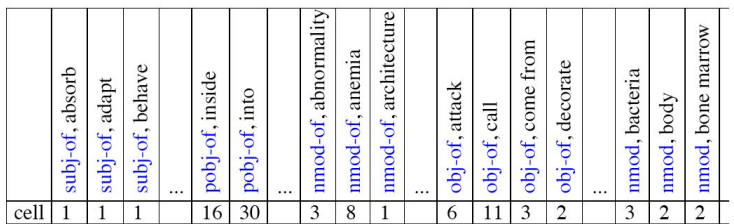 subj-of, absorb
subj-of, adapt
subj-of, behave
...
pobj-of, inside
pobj-of, into
...
nmod-of, abnormality
nmod-of, anemia
nmod-of, architecture
...
obj-of, attack
obj-of, call
obj-of, come from
obj-of, decorate
...
nmod, bacteria
nmod, body
nmod, bone marrow
cell 1 1 1 16 30 3 8 1 6 11 3 2 3 2 2